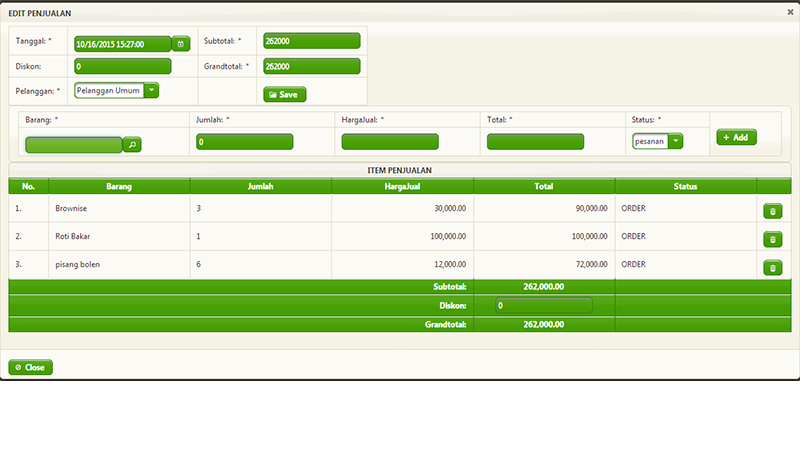 EDIT PENJUALAN
Tanggal: * 10/16/2015 15:27:00 Subtotal: * 262000
Diskon: 0 Grandtotal: * 262000
Pelanggan: * Pelanggan Umum Save
Barang: * Jumlah: * HargaJual: * Total: * Status: *
0 pesanan + Add
ITEM PENJUALAN
No. Barang Jumlah HargaJual Total Status
1. Brownise 3 30,000.00 90,000.00 ORDER
2. Roti Bakar 1 100,000.00 100,000.00 ORDER
3. pisang bolen 6 12,000.00 72,000.00 ORDER
Subtotal: 262,000.00
Diskon: 0
Grandtotal: 262,000.00
Close